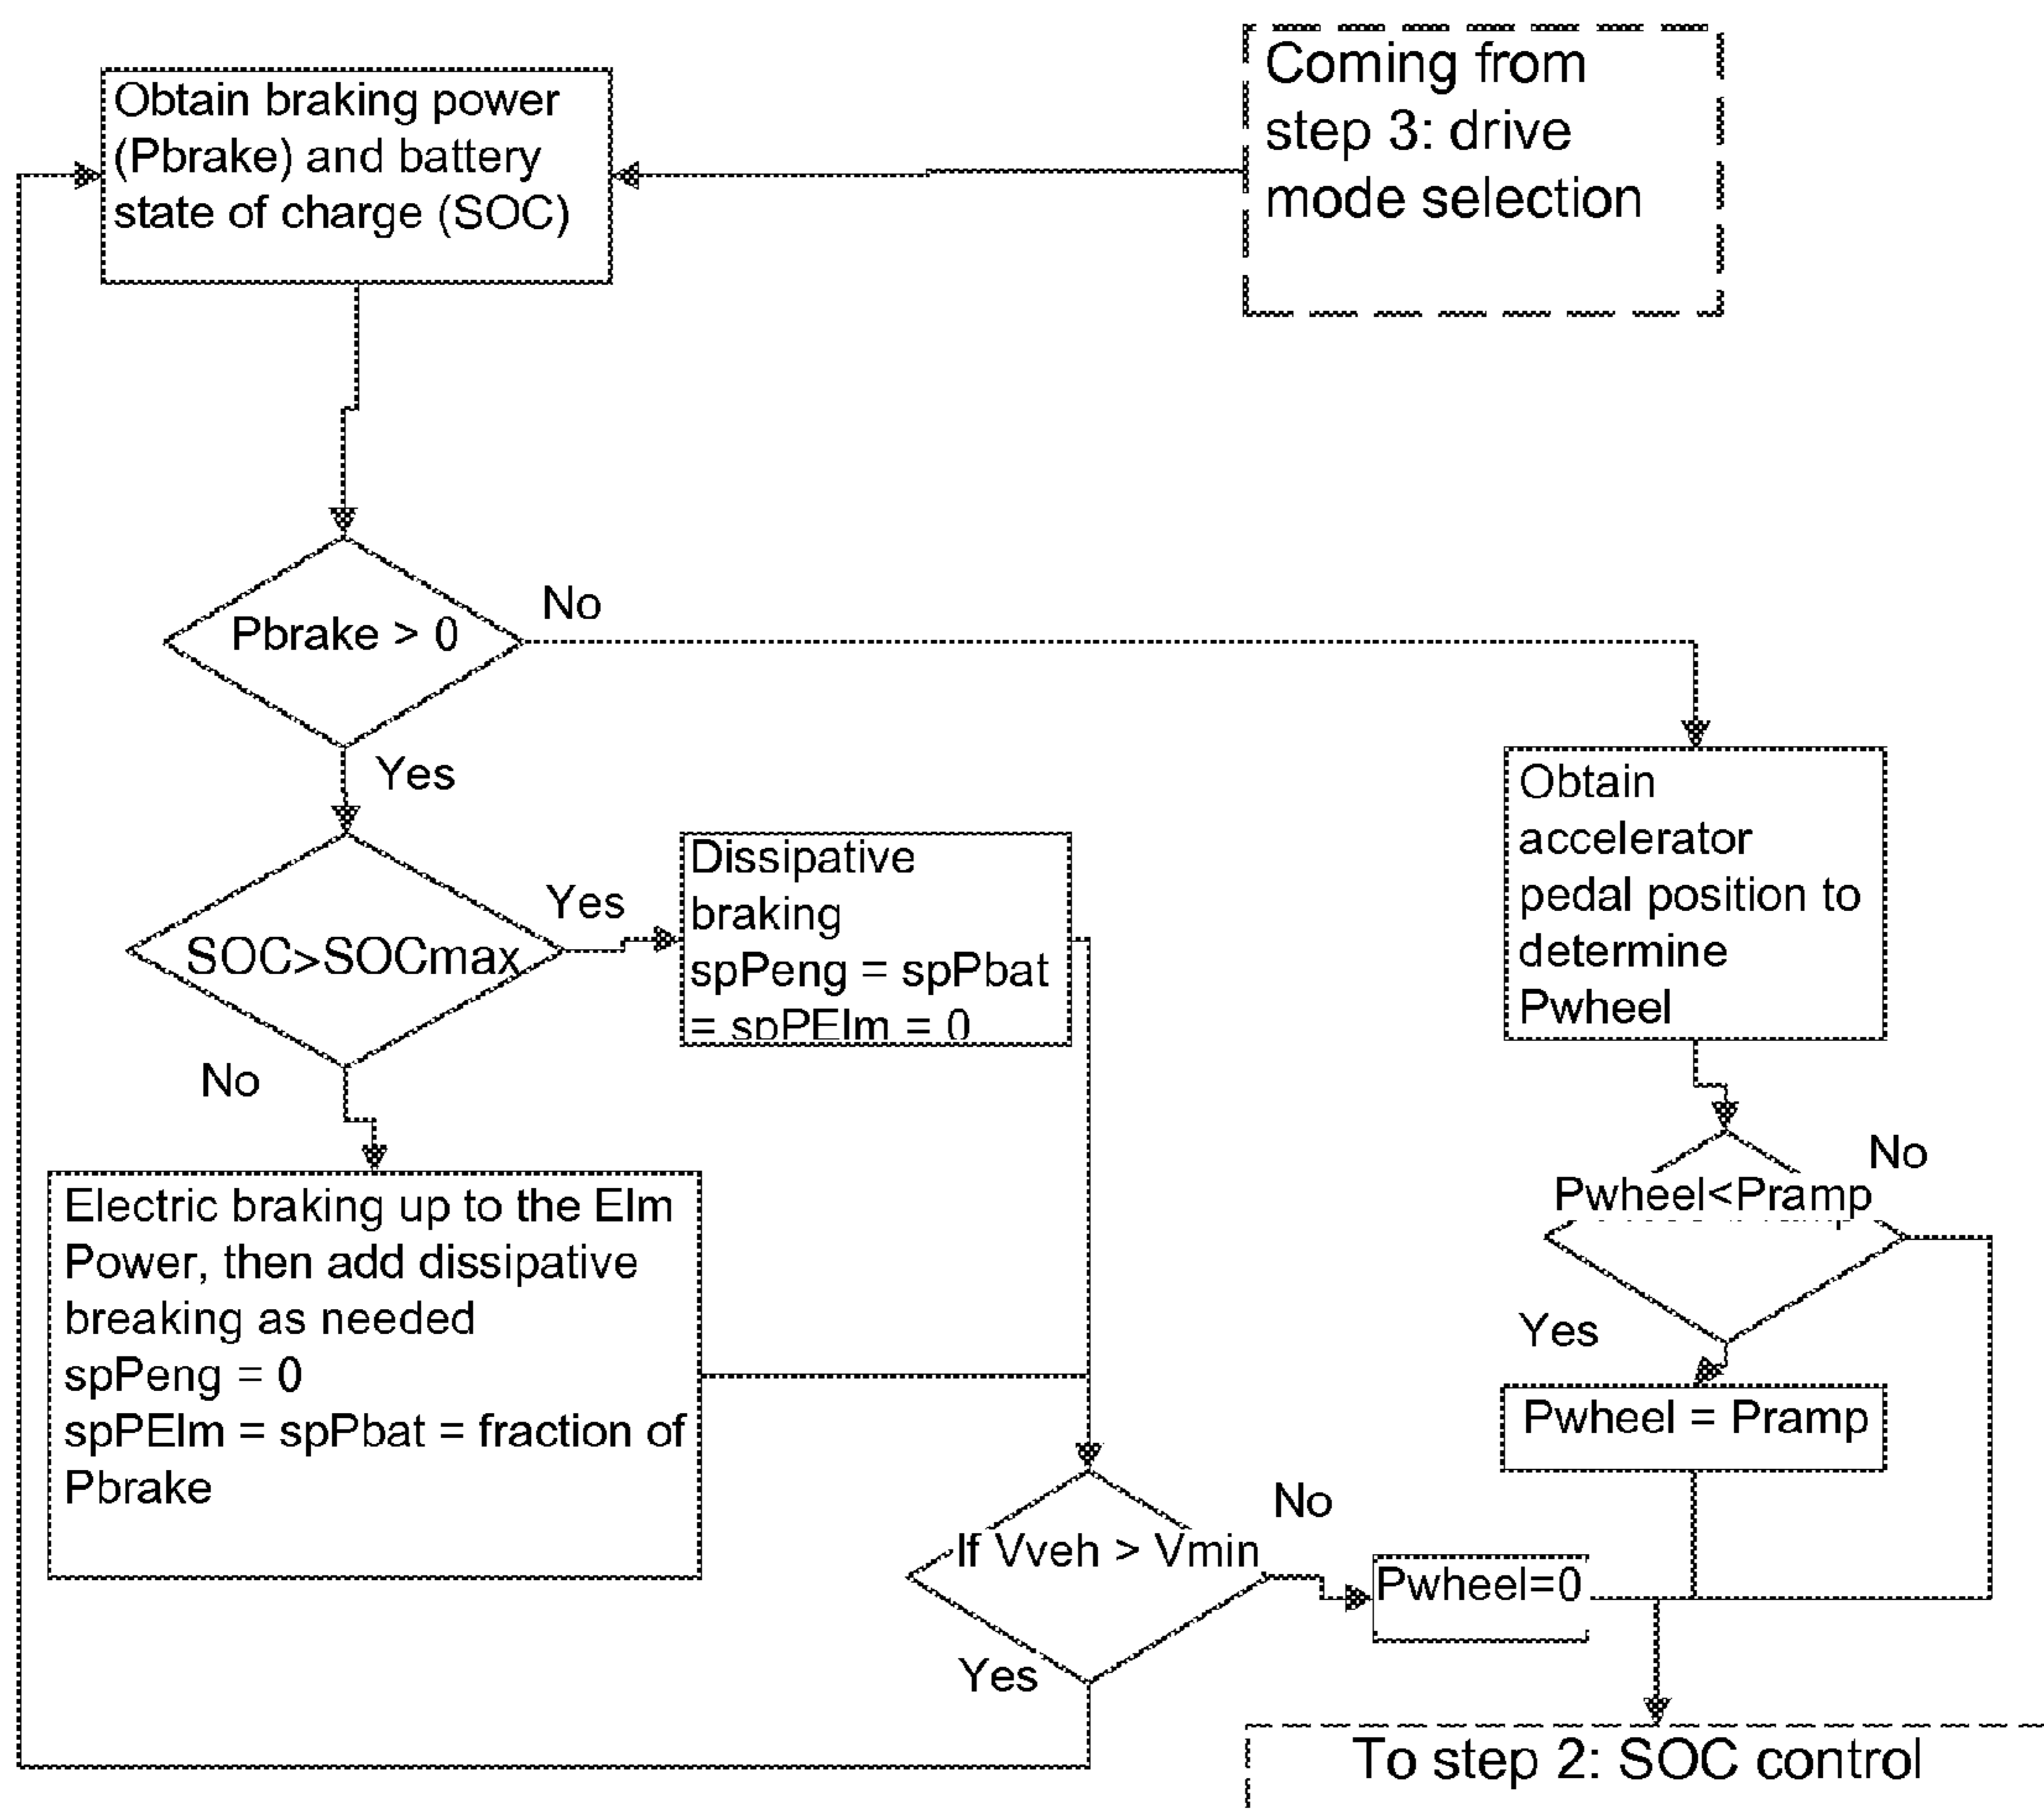 Coming from
step 3: drive
mode selection
Obtain braking power
(Pbrake) and battery
state of charge (SOC)
Pbrake > 0
No
Yes
SOC>SOCmax
Yes
No
Dissipative
braking
spPeng = spPbat
= spPElm = 0
Electric braking up to the Elm
Power, then add dissipative
breaking as needed
spPeng = 0
spPElm = spPbat = fraction of
Pbrake
If Vveh > Vmin
No
Yes
Pwheel=0
Obtain
accelerator
pedal position to
determine
Pwheel
Pwheel<Pramp
No
Yes
Pwheel = Pramp
To step 2: SOC control